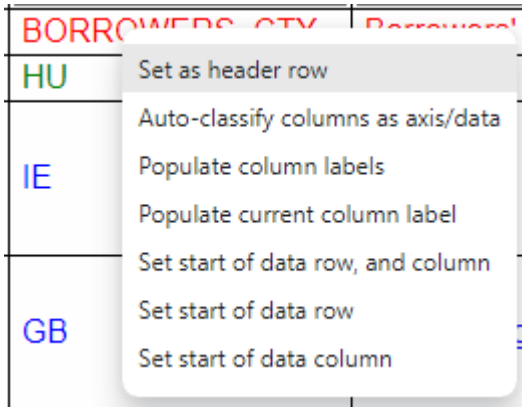 BORROWERS_CTY Borrowers'
HU
Set as header row
Auto-classify columns as axis/data
IE
Populate column labels
Populate current column label
Set start of data row, and column
GB
Set start of data row
Set start of data column